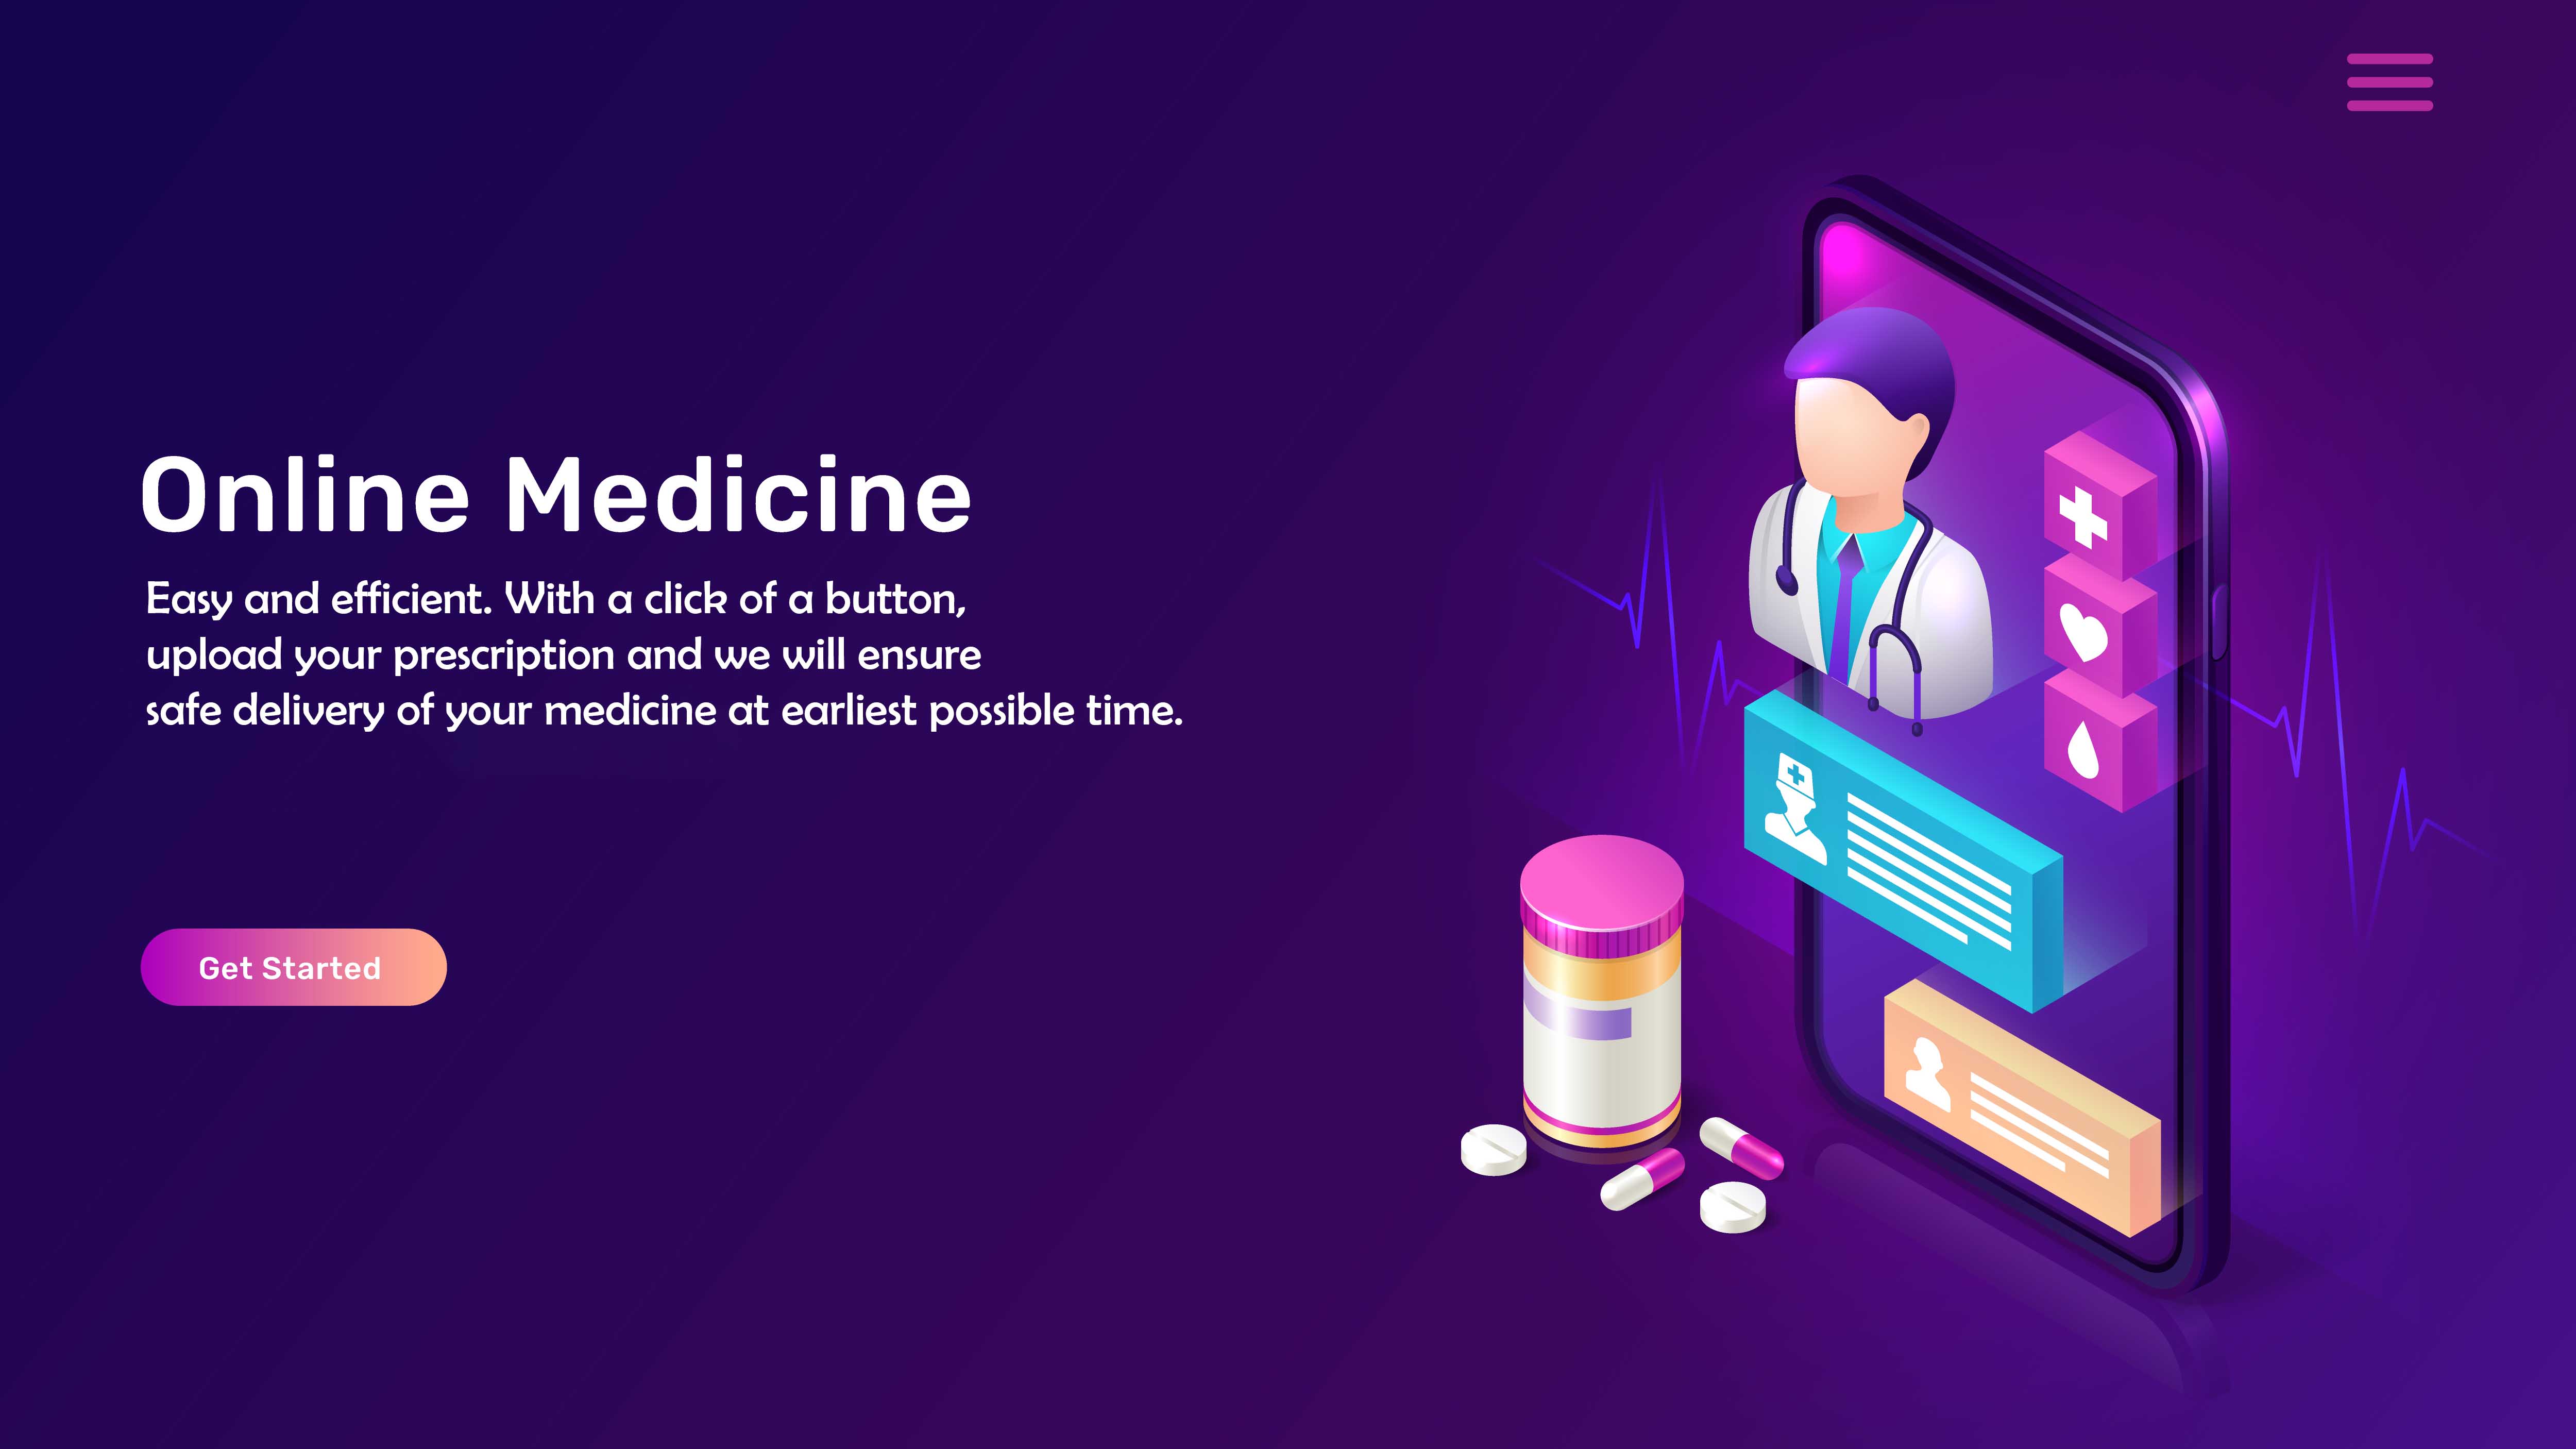 Online Medicine
Easy and efficient. With a click of a button,
upload your prescription and we will ensure
safe delivery of your medicine at earliest possible time.
Get Started